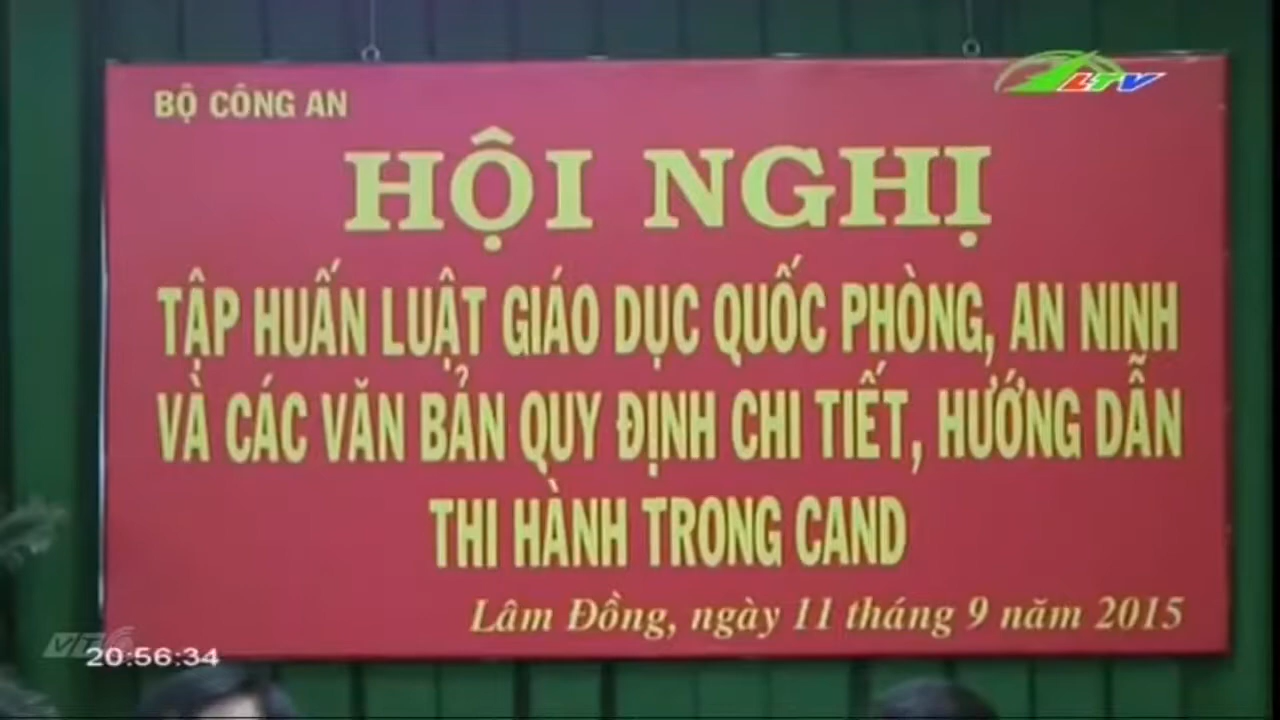 BỘ CÔNG AN
LTV
HỘI NGHỊ
TẬP HUẤN LUẬT GIÁO DỤC QUỐC PHÒNG, AN NINH
VÀ CÁC VĂN BẢN QUY ĐỊNH CHI TIẾT, HƯỚNG DẪN
THI HÀNH TRONG CAND
Lâm Đồng, ngày 11 tháng 9 năm 2015
20:56:34